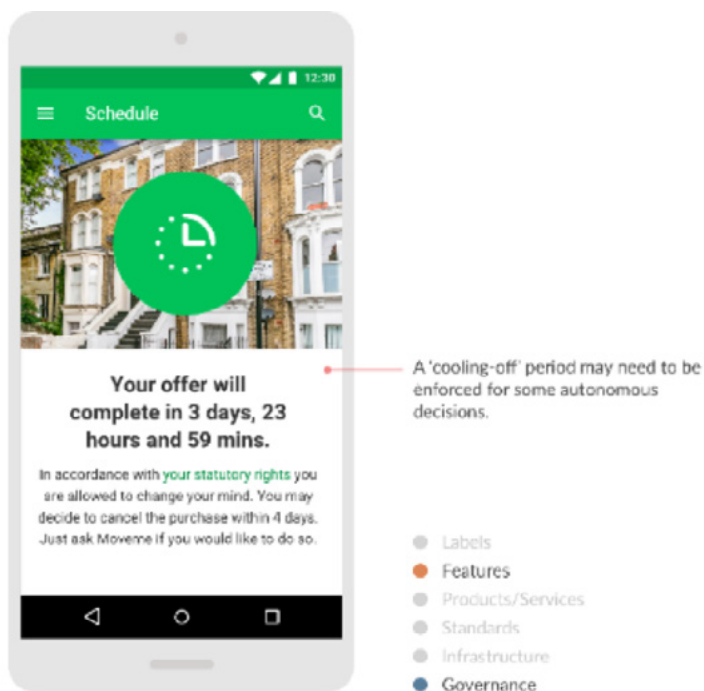 12:30
Schedule
Your offer will
complete in 3 days, 23
hours and 59 mins.
In accordance with your statutory rights you
are allowed to change your mind. You may
decide to cancel the purchase within 4 days.
Just ask Moveme if you would like to do so.
A 'cooling-off' period may need to be
enforced for some autonomous
decisions.
Labels
Features
Products/Services
Standards
Infrastructure
Governance